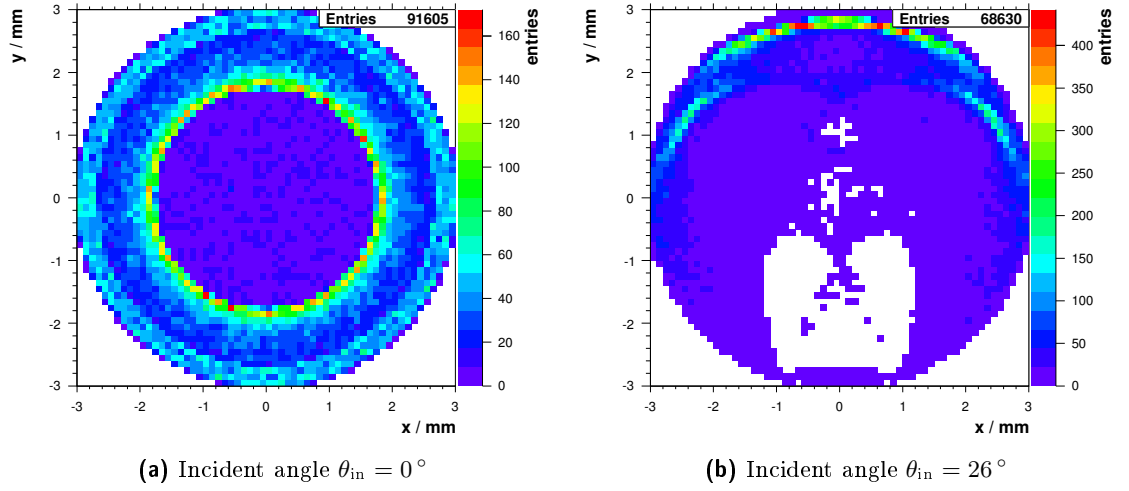 y / mm
3
2
1
0
-1
-2
-3
Entries 91605
entries
160
140
120
100
80
60
40
20
0
-3 -2 -1 0 1 2 3
x / mm
(a) Incident angle θin = 0°
y / mm
3
2
1
0
-1
-2
-3
Entries 68630
entries
400
350
300
250
200
150
100
50
0
-3 -2 -1 0 1 2 3
x / mm
(b) Incident angle θin = 26°